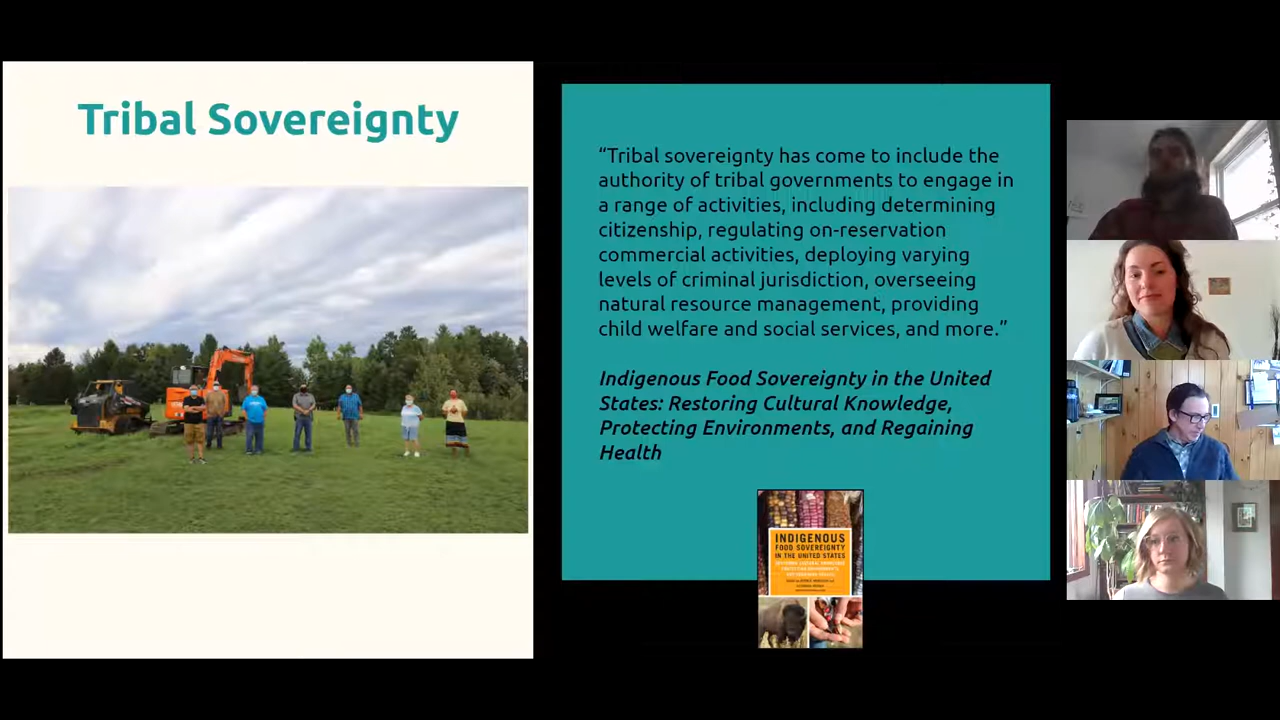 Tribal Sovereignty
“Tribal sovereignty has come to include the
authority of tribal governments to engage in
a range of activities, including determining
citizenship, regulating on-reservation
commercial activities, deploying varying
levels of criminal jurisdiction, overseeing
natural resource management, providing
child welfare and social services, and more.”
Indigenous Food Sovereignty in the United
States: Restoring Cultural Knowledge,
Protecting Environments, and Regaining
Health
INDIGENOUS
FOOD SOVEREIGNTY
IN THE UNITED STATES